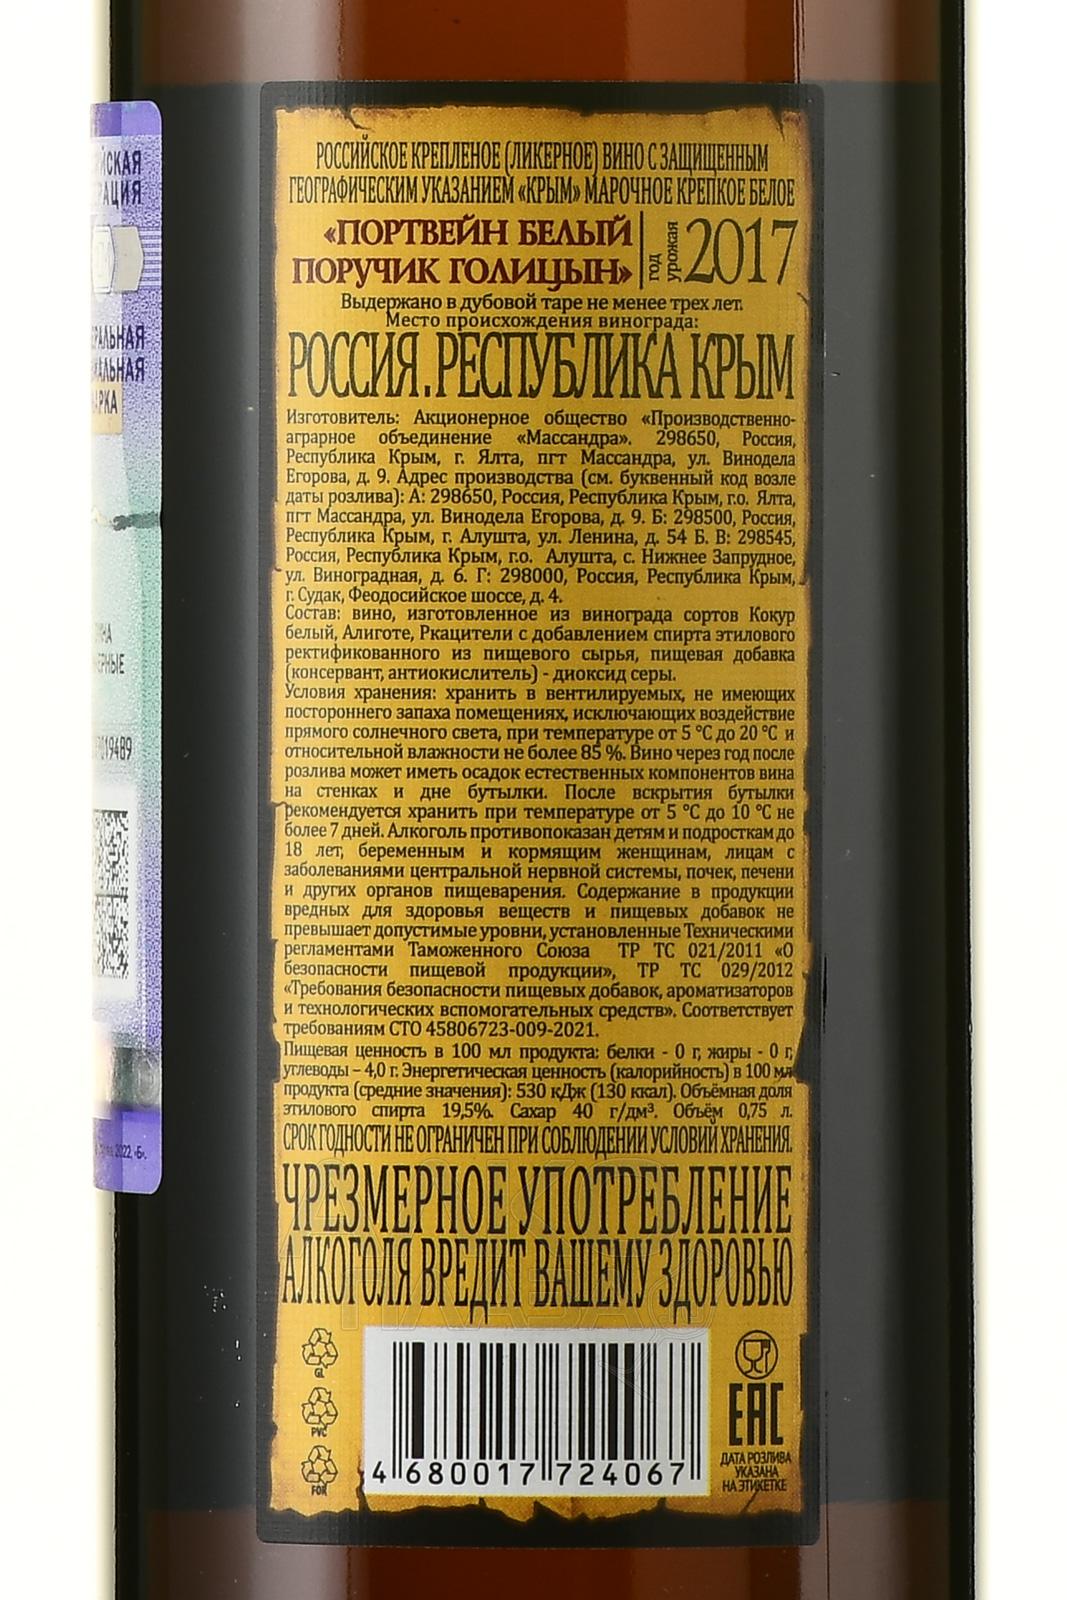 РОССИЙСКОЕ КРЕПЛЕНОЕ (ЛИКЕРНОЕ) ВИНО С ЗАЩИЩЕННЫМ
ГЕОГРАФИЧЕСКИМ УКАЗАНИЕМ «КРЫМ» МАРОЧНОЕ КРЕПКОЕ БЕЛОЕ
«ПОРТВЕЙН БЕЛЫЙ
ПОРУЧИК ГОЛИЦЫН»
год урожая 2017
Выдержано в дубовой таре не менее трех лет.
Место происхождения винограда:
РОССИЯ. РЕСПУБЛИКА КРЫМ
Изготовитель: Акционерное общество «Производственно-
аграрное объединение «Массандра». 298650, Россия,
Республика Крым, г. Ялта, пгт Массандра, ул. Винодела
Егорова, д. 9. Адрес производства (см. буквенный код возле
даты розлива): А: 298650, Россия, Республика Крым, г.о. Ялта,
пгт Массандра, ул. Винодела Егорова, д. 9. Б: 298500, Россия,
Республика Крым, г. Алушта, ул. Ленина, д. 54 Б. В: 298545,
Россия, Республика Крым, г.о. Алушта, с. Нижнее Запрудное,
ул. Виноградная, д. 6. Г: 298000, Россия, Республика Крым,
г. Судак, Феодосийское шоссе, д. 4.
Состав: вино, изготовленное из винограда сортов Кокур
белый, Алиготе, Ркацители с добавлением спирта этилового
ректификованного из пищевого сырья, пищевая добавка
(консервант, антиокислитель) - диоксид серы.
Условия хранения: хранить в вентилируемых, не имеющих
постороннего запаха помещениях, исключающих воздействие
прямого солнечного света, при температуре от 5 °С до 20 °С и
относительной влажности не более 85 %. Вино через год после
розлива может иметь осадок естественных компонентов вина
на стенках и дне бутылки. После вскрытия бутылки
рекомендуется хранить при температуре от 5 °С до 10 °С не
более 7 дней. Алкоголь противопоказан детям и подросткам до
18 лет, беременным и кормящим женщинам, лицам с
заболеваниями центральной нервной системы, почек, печени
и других органов пищеварения. Содержание в продукции
вредных для здоровья веществ и пищевых добавок не
превышает допустимые уровни, установленные Техническими
регламентами Таможенного Союза ТР ТС 021/2011 «О
безопасности пищевой продукции», ТР ТС 029/2012
«Требования безопасности пищевых добавок, ароматизаторов
и технологических вспомогательных средств». Соответствует
требованиям СТО 45806723-009-2021.
Пищевая ценность в 100 мл продукта: белки - 0 г, жиры - 0 г,
углеводы – 4,0 г. Энергетическая ценность (калорийность) в 100 мл
продукта (средние значения): 530 кДж (130 ккал). Объёмная доля
этилового спирта 19,5%. Сахар 40 г/дм³. Объём 0,75 л.
СРОК ГОДНОСТИ НЕ ОГРАНИЧЕН ПРИ СОБЛЮДЕНИИ УСЛОВИЙ ХРАНЕНИЯ.
ЧРЕЗМЕРНОЕ УПОТРЕБЛЕНИЕ
АЛКОГОЛЯ ВРЕДИТ ВАШЕМУ ЗДОРОВЬЮ
GL
PVC
FOR
4 680017 724067
EAC
ДАТА РОЗЛИВА
УКАЗАНА
НА ЭТИКЕТКЕ